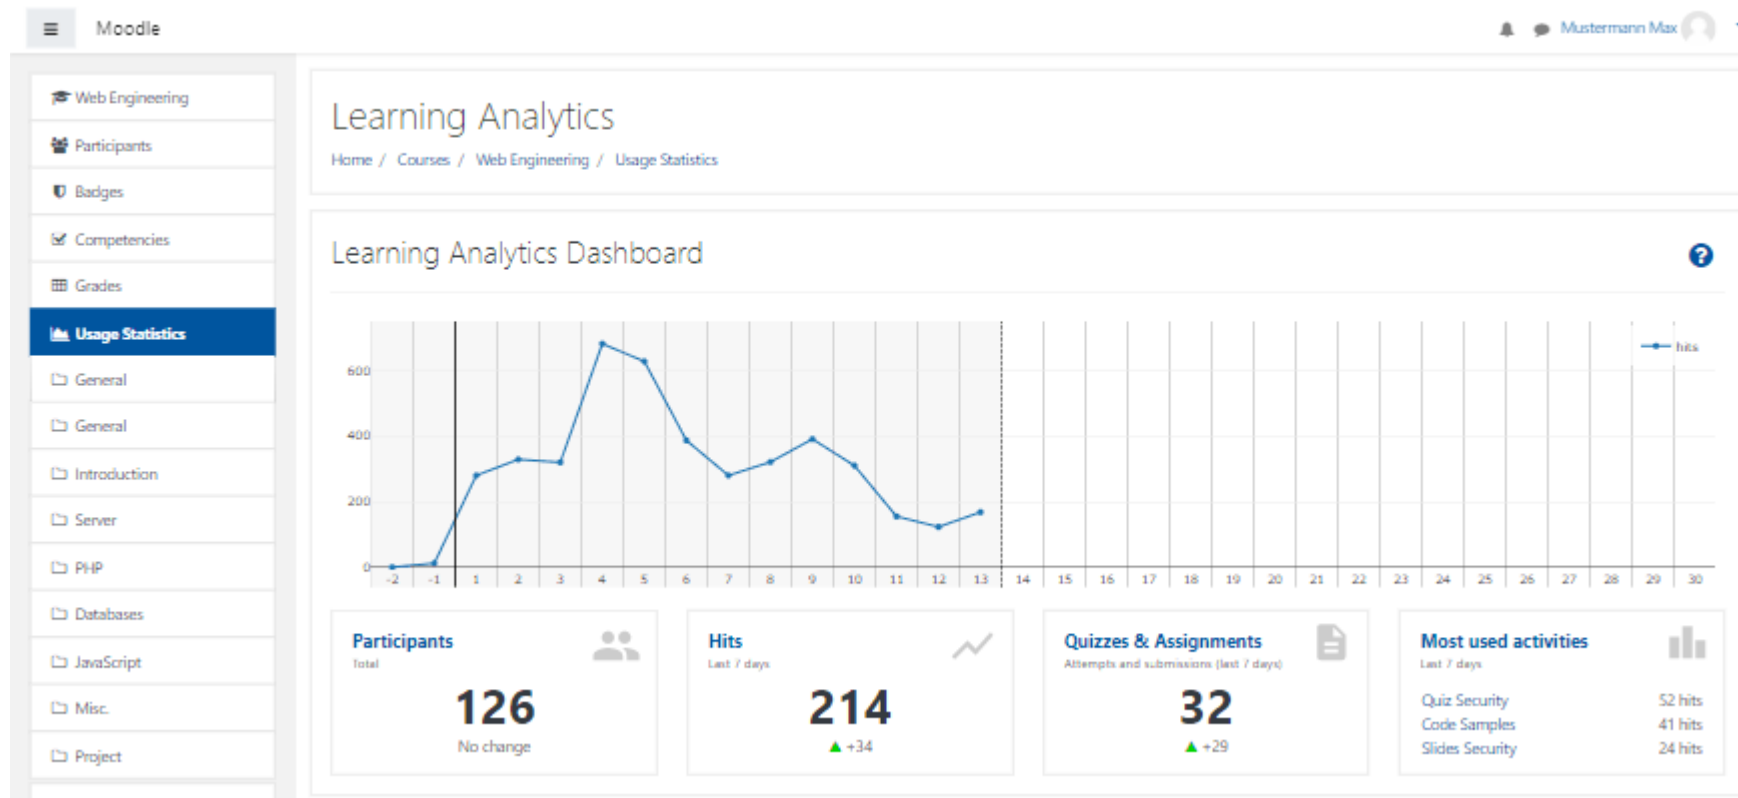 Moodle
Mustermann Max
Web Engineering
Participants
Badges
Competencies
Grades
Usage Statistics
General
General
Introduction
Server
PHP
Databases
JavaScript
Misc.
Project
Learning Analytics
Home / Courses / Web Engineering / Usage Statistics
Learning Analytics Dashboard
?
hits
600
400
200
0
-2 -1 1 2 3 4 5 6 7 8 9 10 11 12 13 14 15 16 17 18 19 20 21 22 23 24 25 26 27 28 29 30
Participants
Total
126
No change
Hits
Last 7 days
214
+34
Quizzes & Assignments
Attempts and submissions (last 7 days)
32
+29
Most used activities
Last 7 days
Quiz Security 52 hits
Code Samples 41 hits
Slides Security 24 hits